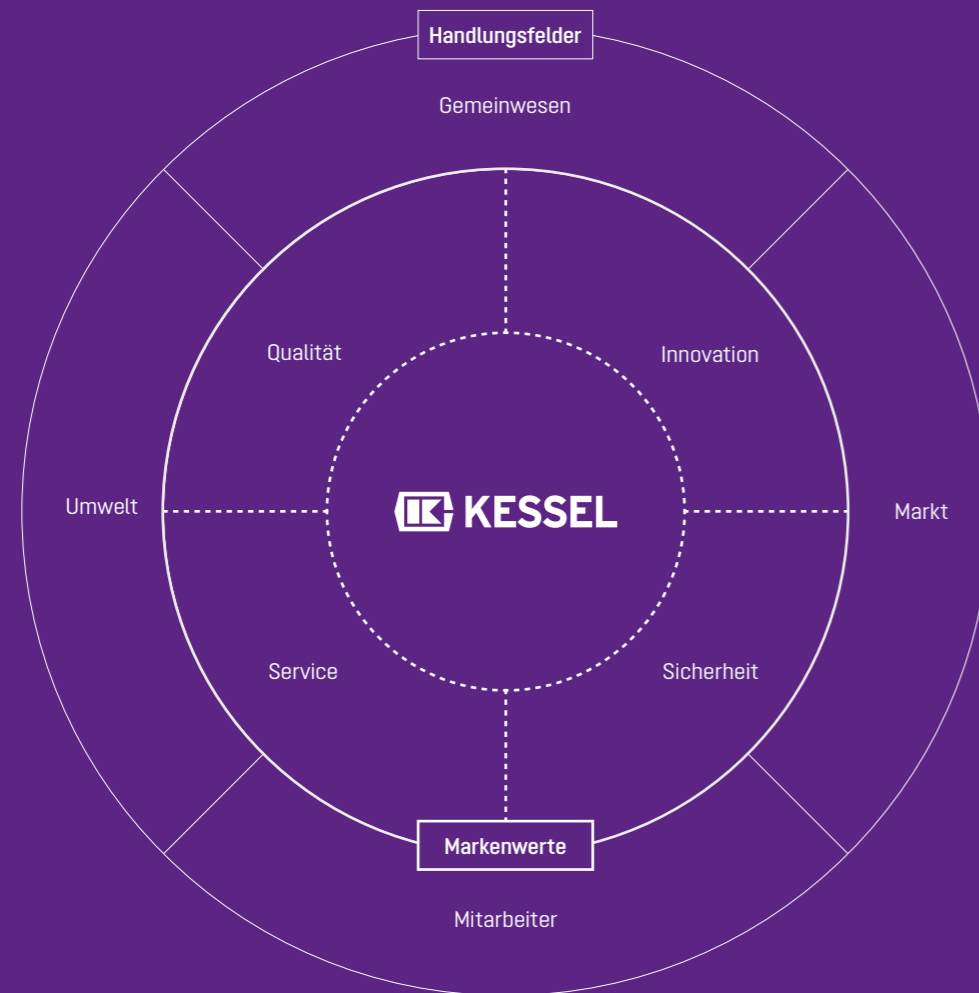 Handlungsfelder
Gemeinwesen
Qualität
Innovation
Umwelt
KESSEL
Markt
Service
Sicherheit
Markenwerte
Mitarbeiter